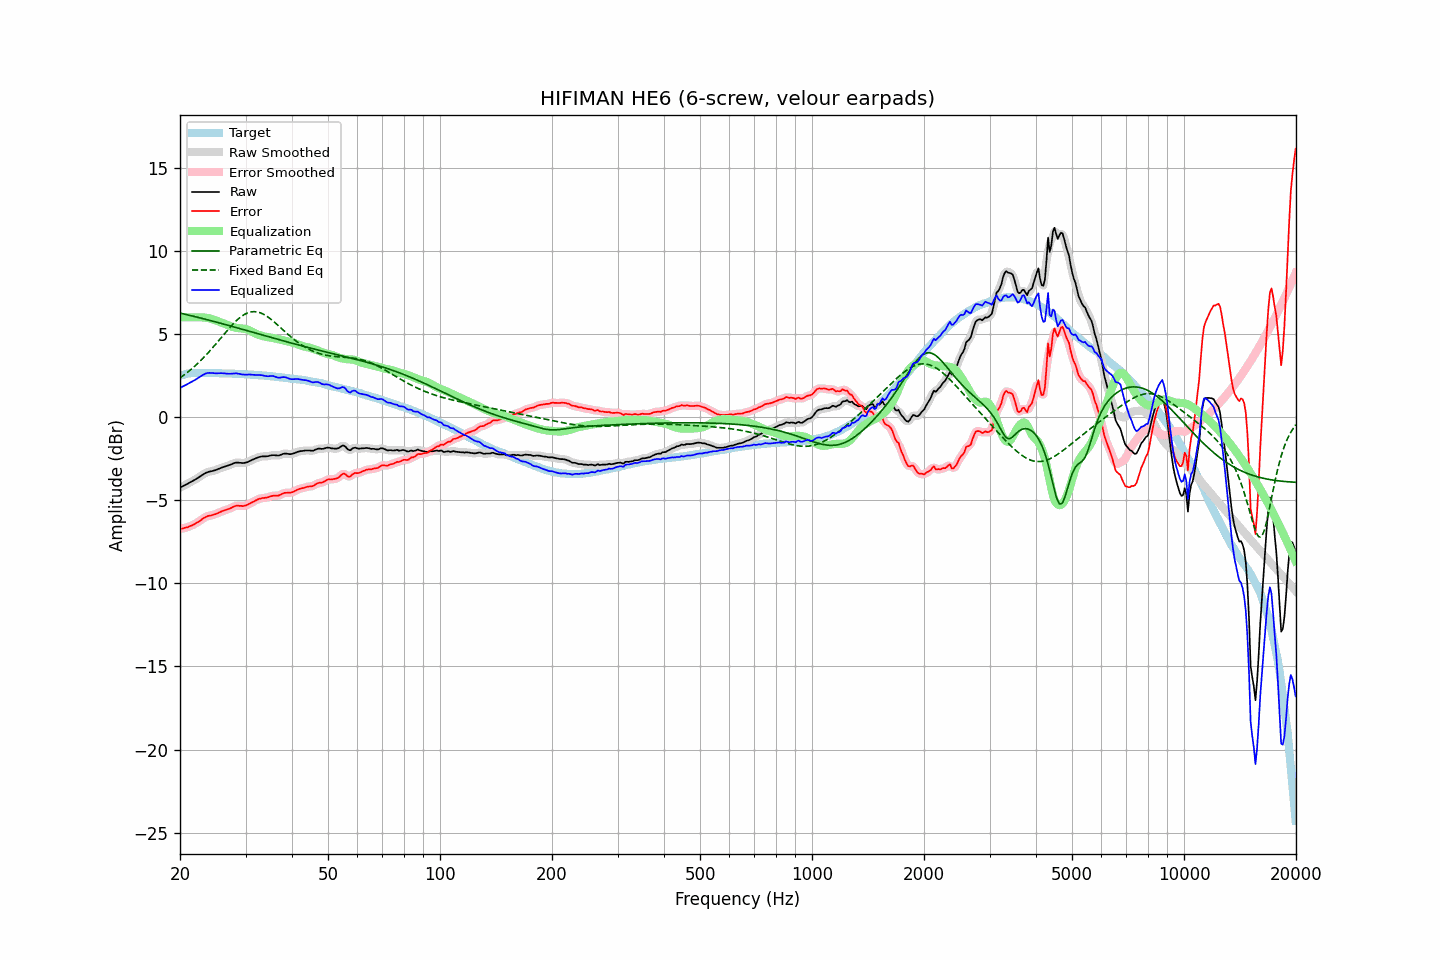 HIFIMAN HE6 (6-screw, velour earpads)
Target
Raw Smoothed
Error Smoothed
Raw
Error
Equalization
Parametric Eq
Fixed Band Eq
Equalized
Amplitude (dBr)
15
10
5
0
−5
−10
−15
−20
−25
20 50 100 200 500 1000 2000 5000 10000 20000
Frequency (Hz)